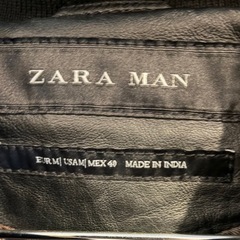 ZARA MAN
EUR M | USA M | MEX 40 MADE IN INDIA